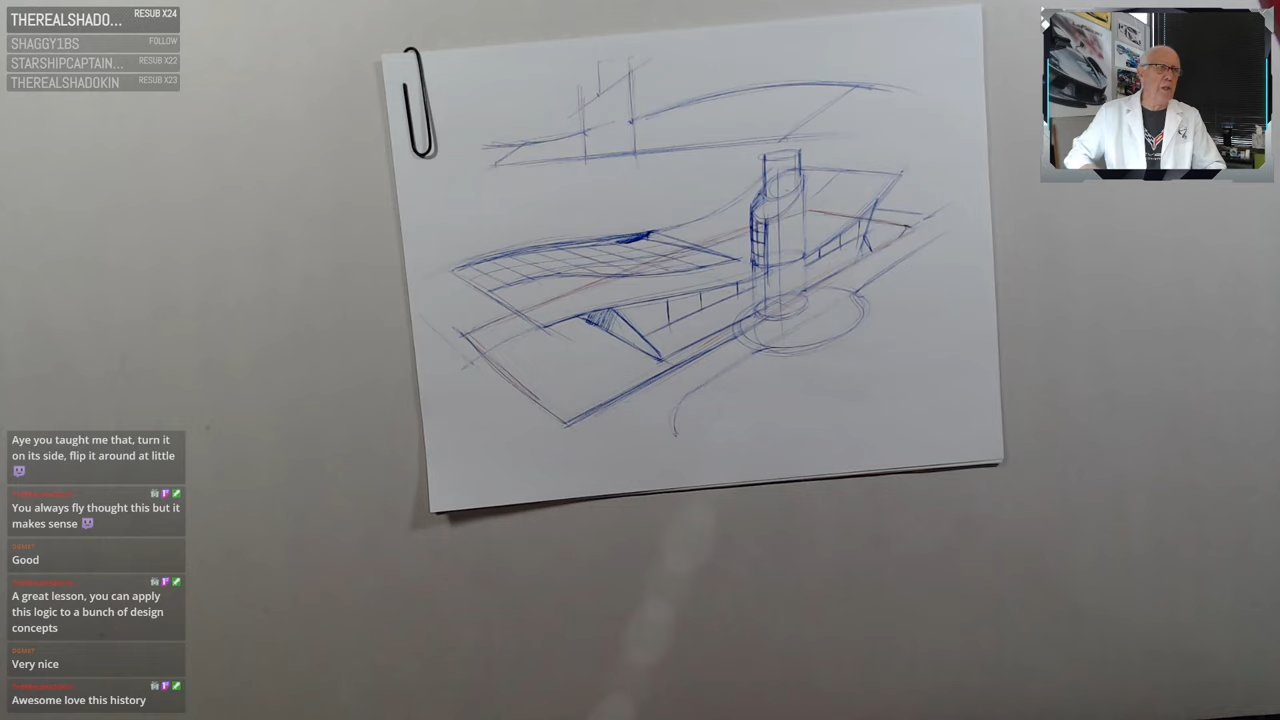 THEREALSHADO...
RESUB X24
SHAGGY1BS
FOLLOW
STARSHIPCAPTAIN...
RESUB X22
THEREALSHADOKIN
RESUB X23
Aye you taught me that, turn it
on its side, flip it around at little
You always fly thought this but it
makes sense
Good
A great lesson, you can apply
this logic to a bunch of design
concepts
Very nice
Awesome love this history